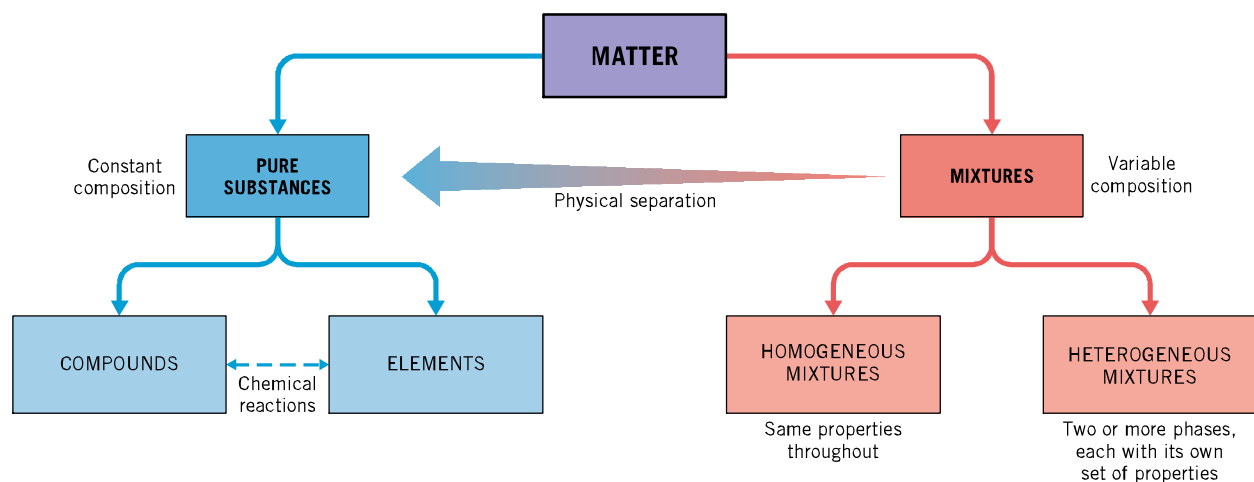 MATTER
Constant
composition
PURE
SUBSTANCES
Physical separation
MIXTURES
Variable
composition
COMPOUNDS
Chemical
reactions
ELEMENTS
HOMOGENEOUS
MIXTURES
Same properties
throughout
HETEROGENEOUS
MIXTURES
Two or more phases,
each with its own
set of properties